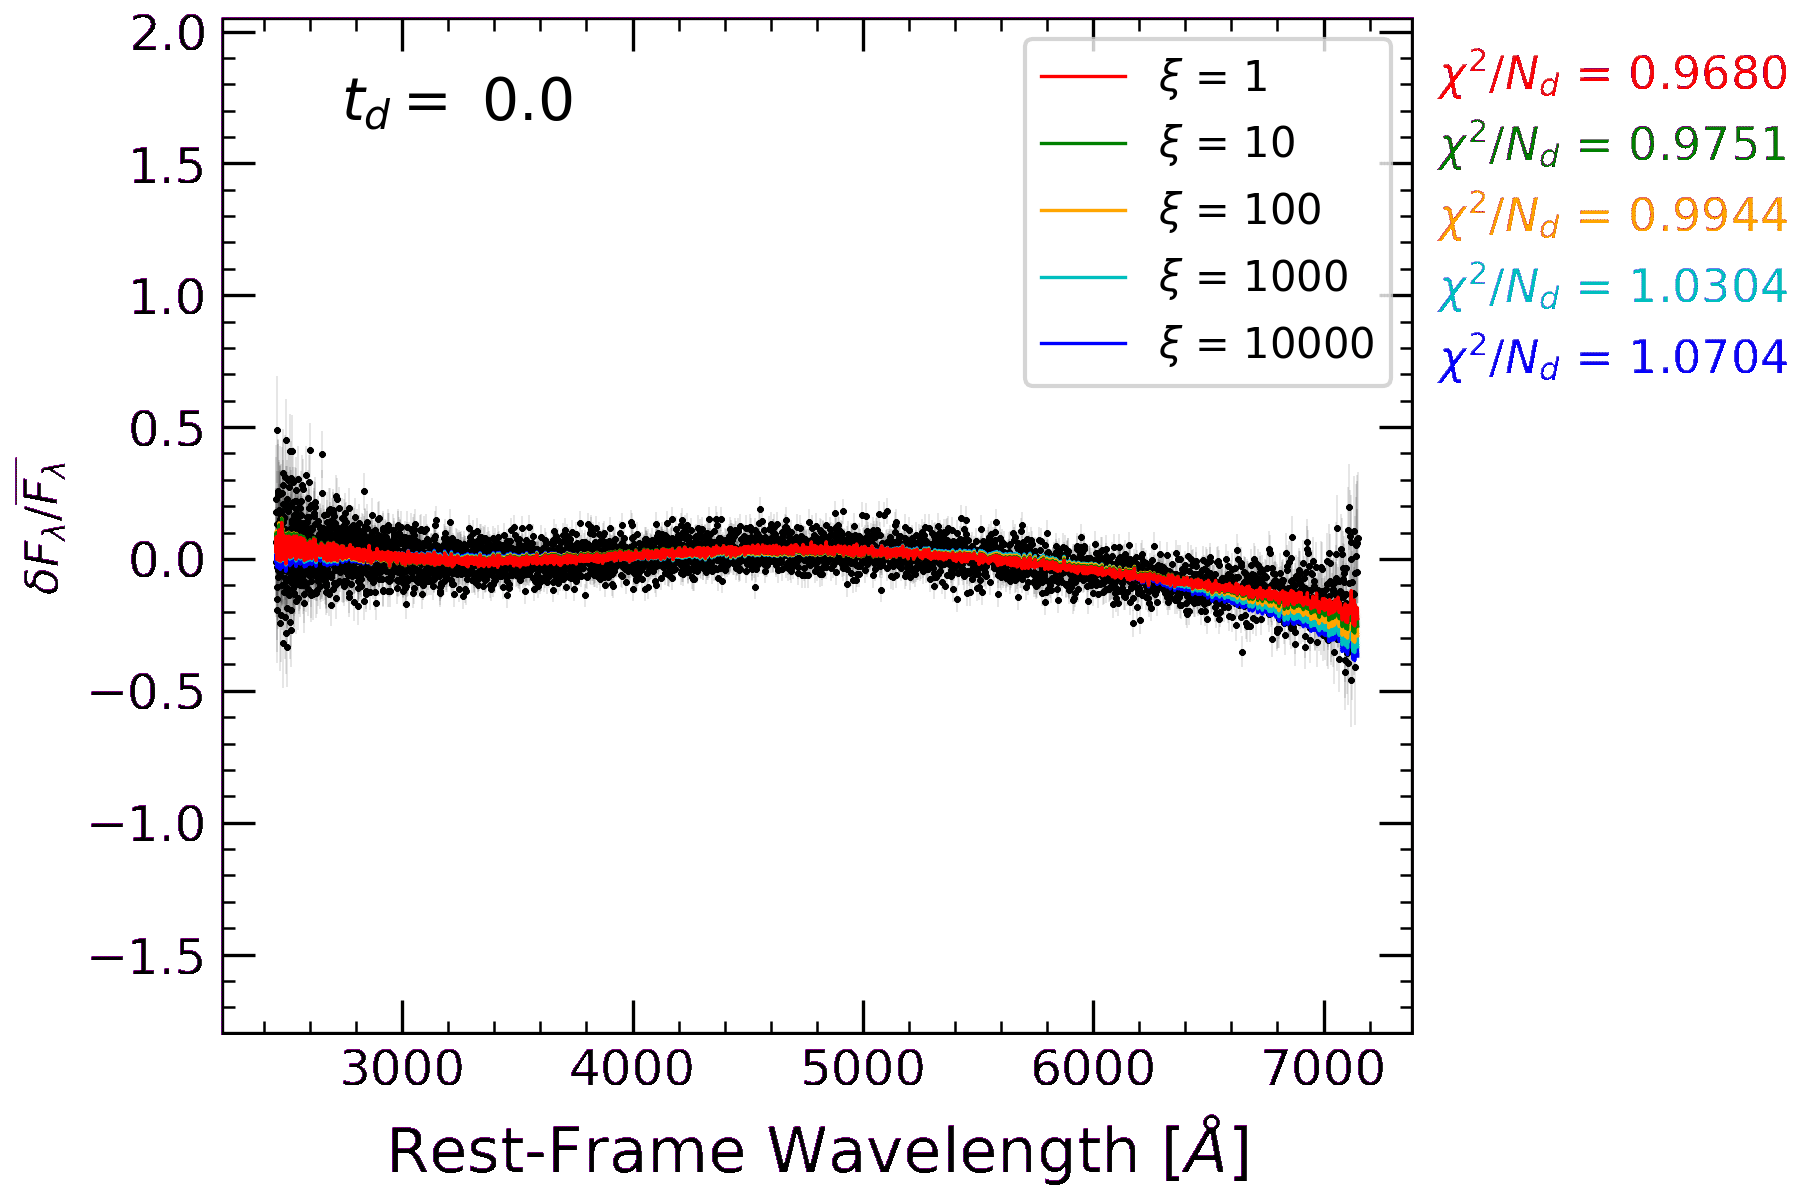 t_d = 0.0
ξ = 1
ξ = 10
ξ = 100
ξ = 1000
ξ = 10000
χ²/N_d = 0.9680
χ²/N_d = 0.9751
χ²/N_d = 0.9944
χ²/N_d = 1.0304
χ²/N_d = 1.0704
2.0
1.5
1.0
0.5
0.0
−0.5
−1.0
−1.5
δF_λ/F̅_λ
3000 4000 5000 6000 7000
Rest-Frame Wavelength [Å]